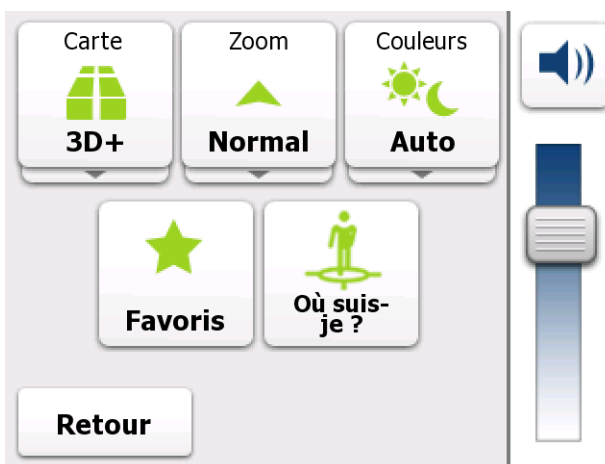 Carte
Zoom
Couleurs
3D+
Normal
Auto
Favoris
Où suis-
je ?
Retour